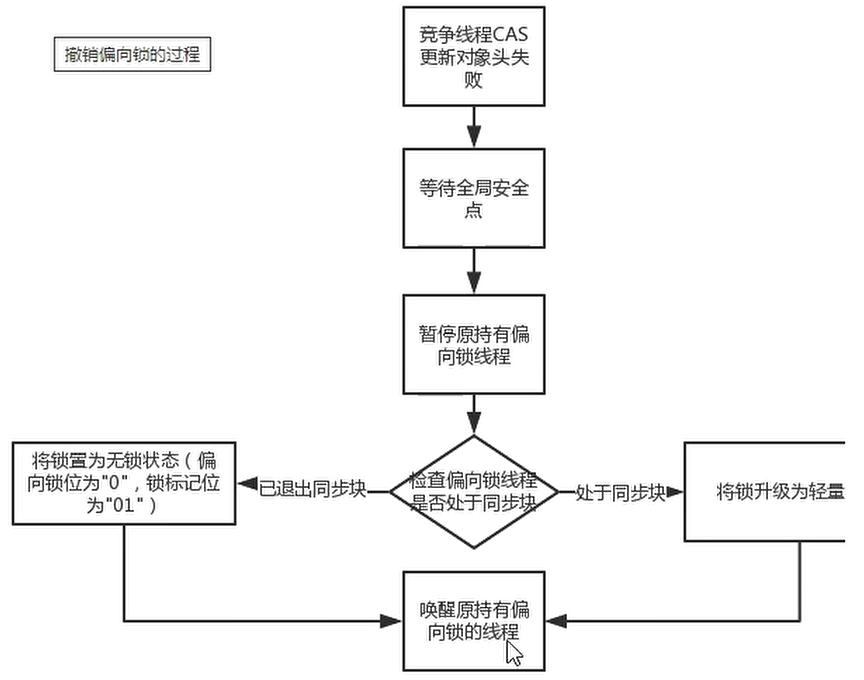 撤销偏向锁的过程
竞争线程CAS
更新对象头失
败
等待全局安全
点
暂停原持有偏
向锁线程
检查偏向锁线程
是否处于同步块
已退出同步块
处于同步块
将锁置为无锁状态（偏
向锁位为"0"，锁标记位
为"01"）
将锁升级为轻量
唤醒原持有偏
向锁的线程